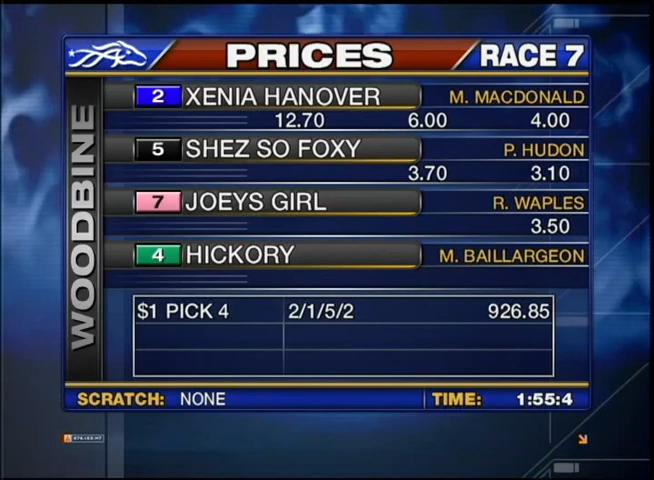 PRICES
RACE 7
WOODBINE
2 XENIA HANOVER M. MACDONALD
12.70 6.00 4.00
5 SHEZ SO FOXY P. HUDON
3.70 3.10
7 JOEYS GIRL R. WAPLES
3.50
4 HICKORY M. BAILLARGEON
$1 PICK 4 2/1/5/2 926.85
SCRATCH: NONE TIME: 1:55:4